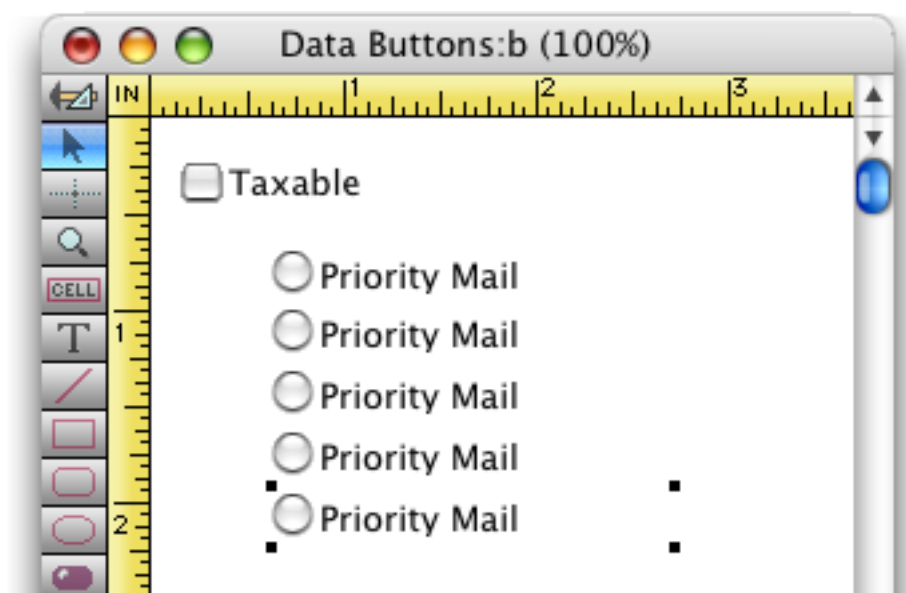 Data Buttons:b (100%)
IN 1 2 3
Taxable
CELL
Priority Mail
T
1
Priority Mail
Priority Mail
Priority Mail
2
Priority Mail